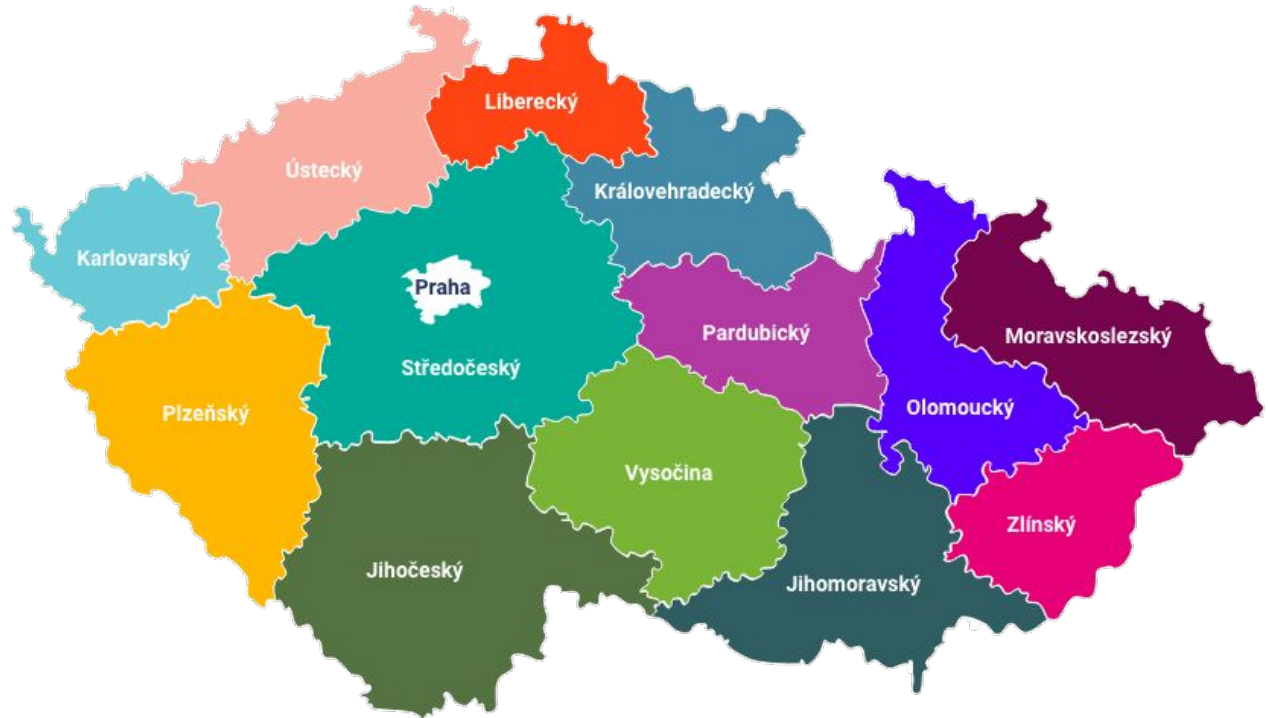 Liberecký
Ústecký
Královehradecký
Karlovarský
Praha
Pardubický
Moravskoslezský
Středočeský
Olomoucký
Plzeňský
Vysočina
Zlínský
Jihočeský
Jihomoravský